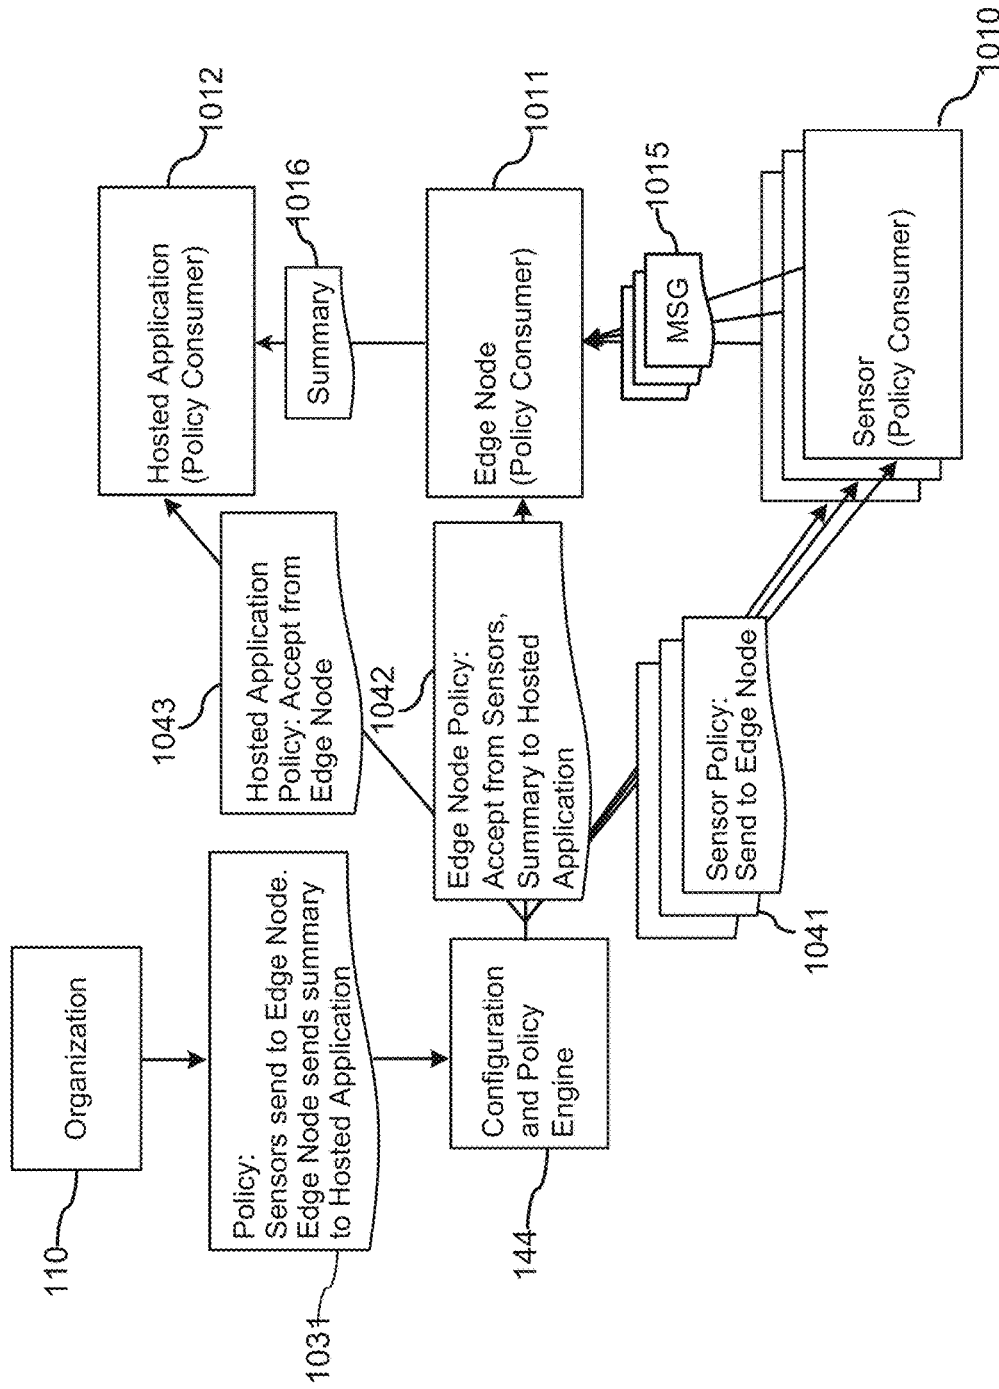 110
Organization
1031
Policy:
Sensors send to Edge Node.
Edge Node sends summary
to Hosted Application
144
Configuration
and Policy
Engine
1043
Hosted Application
Policy: Accept from
Edge Node
1042
Edge Node Policy:
Accept from Sensors,
Summary to Hosted
Application
1041
Sensor Policy:
Send to Edge Node
1012
Hosted Application
(Policy Consumer)
1016
Summary
1011
Edge Node
(Policy Consumer)
1015
MSG
Sensor
(Policy Consumer)
1010